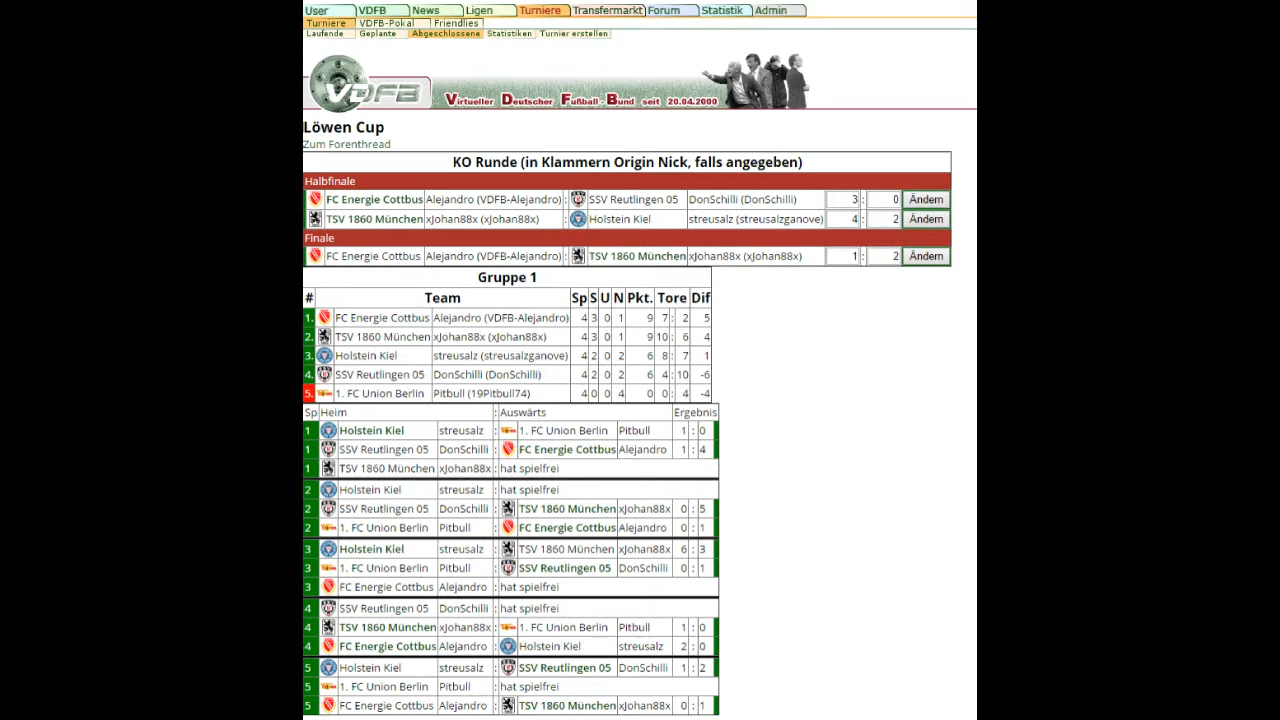 User VDFB News Ligen Turniere Transfermarkt Forum Statistik Admin
Turniere VDFB-Pokal Friendlies
Laufende Geplante Abgeschlossene Statistiken Turnier erstellen
VDFB Virtueller Deutscher Fußball-Bund seit 20.04.2000
Löwen Cup
Zum Forenthread
KO Runde (in Klammern Origin Nick, falls angegeben)
Halbfinale
FC Energie Cottbus Alejandro (VDFB-Alejandro) : SSV Reutlingen 05 DonSchilli (DonSchilli) 3 : 0 Ändern
TSV 1860 München xJohan88x (xJohan88x) : Holstein Kiel streusalz (streusalzganove) 4 : 2 Ändern
Finale
FC Energie Cottbus Alejandro (VDFB-Alejandro) : TSV 1860 München xJohan88x (xJohan88x) 1 : 2 Ändern
Gruppe 1
# Team Sp S U N Pkt. Tore Dif
1. FC Energie Cottbus Alejandro (VDFB-Alejandro) 4 3 0 1 9 7 : 2 5
2. TSV 1860 München xJohan88x (xJohan88x) 4 3 0 1 9 10 : 6 4
3. Holstein Kiel streusalz (streusalzganove) 4 2 0 2 6 8 : 7 1
4. SSV Reutlingen 05 DonSchilli (DonSchilli) 4 2 0 2 6 4 : 10 -6
5. 1. FC Union Berlin Pitbull (19Pitbull74) 4 0 0 4 0 0 : 4 -4
Sp Heim : Auswärts Ergebnis
1 Holstein Kiel streusalz : 1. FC Union Berlin Pitbull 1 : 0
1 SSV Reutlingen 05 DonSchilli : FC Energie Cottbus Alejandro 1 : 4
1 TSV 1860 München xJohan88x : hat spielfrei
2 Holstein Kiel streusalz : hat spielfrei
2 SSV Reutlingen 05 DonSchilli : TSV 1860 München xJohan88x 0 : 5
2 1. FC Union Berlin Pitbull : FC Energie Cottbus Alejandro 0 : 1
3 Holstein Kiel streusalz : TSV 1860 München xJohan88x 6 : 3
3 1. FC Union Berlin Pitbull : SSV Reutlingen 05 DonSchilli 0 : 1
3 FC Energie Cottbus Alejandro : hat spielfrei
4 SSV Reutlingen 05 DonSchilli : hat spielfrei
4 TSV 1860 München xJohan88x : 1. FC Union Berlin Pitbull 1 : 0
4 FC Energie Cottbus Alejandro : Holstein Kiel streusalz 2 : 0
5 Holstein Kiel streusalz : SSV Reutlingen 05 DonSchilli 1 : 2
5 1. FC Union Berlin Pitbull : hat spielfrei
5 FC Energie Cottbus Alejandro : TSV 1860 München xJohan88x 0 : 1